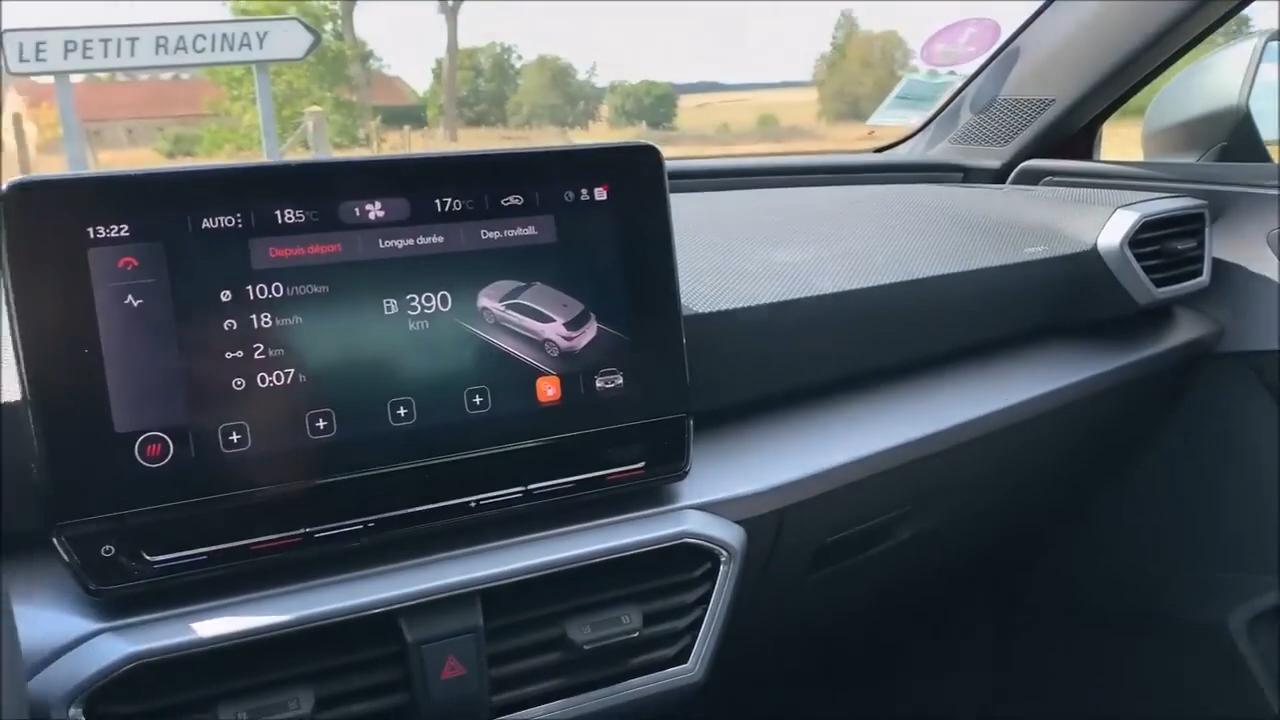 LE PETIT RACINAY
13:22
AUTO
18.5°C
1
17.0°C
Depuis départ
Longue durée
Dep. ravitaill.
Ø 10.0 l/100km
18 km/h
2 km
0:07 h
390
km